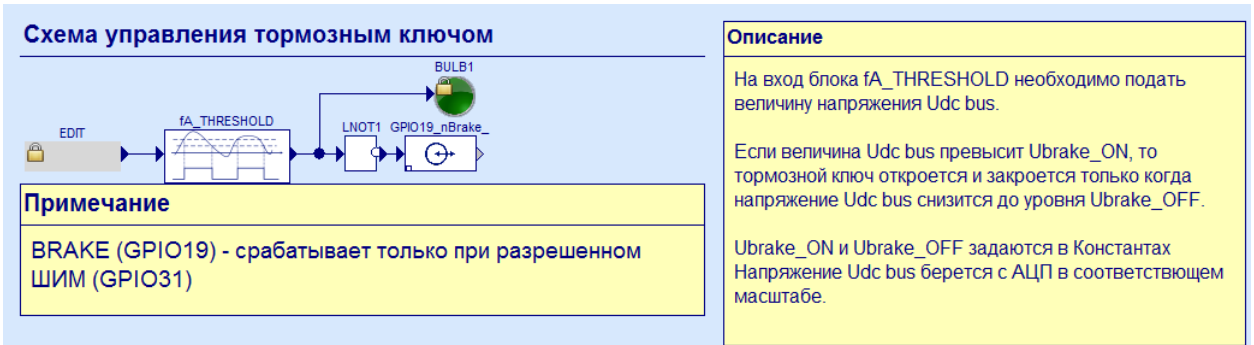 Схема управления тормозным ключом
BULB1
EDIT
fA_THRESHOLD
LNOT1
GPIO19_nBrake_
Примечание
BRAKE (GPIO19) - срабатывает только при разрешенном
ШИМ (GPIO31)
Описание
На вход блока fA_THRESHOLD необходимо подать
величину напряжения Udc bus.
Если величина Udc bus превысит Ubrake_ON, то
тормозной ключ откроется и закроется только когда
напряжение Udc bus снизится до уровня Ubrake_OFF.
Ubrake_ON и Ubrake_OFF задаются в Константах
Напряжение Udc bus берется с АЦП в соответствющем
масштабе.